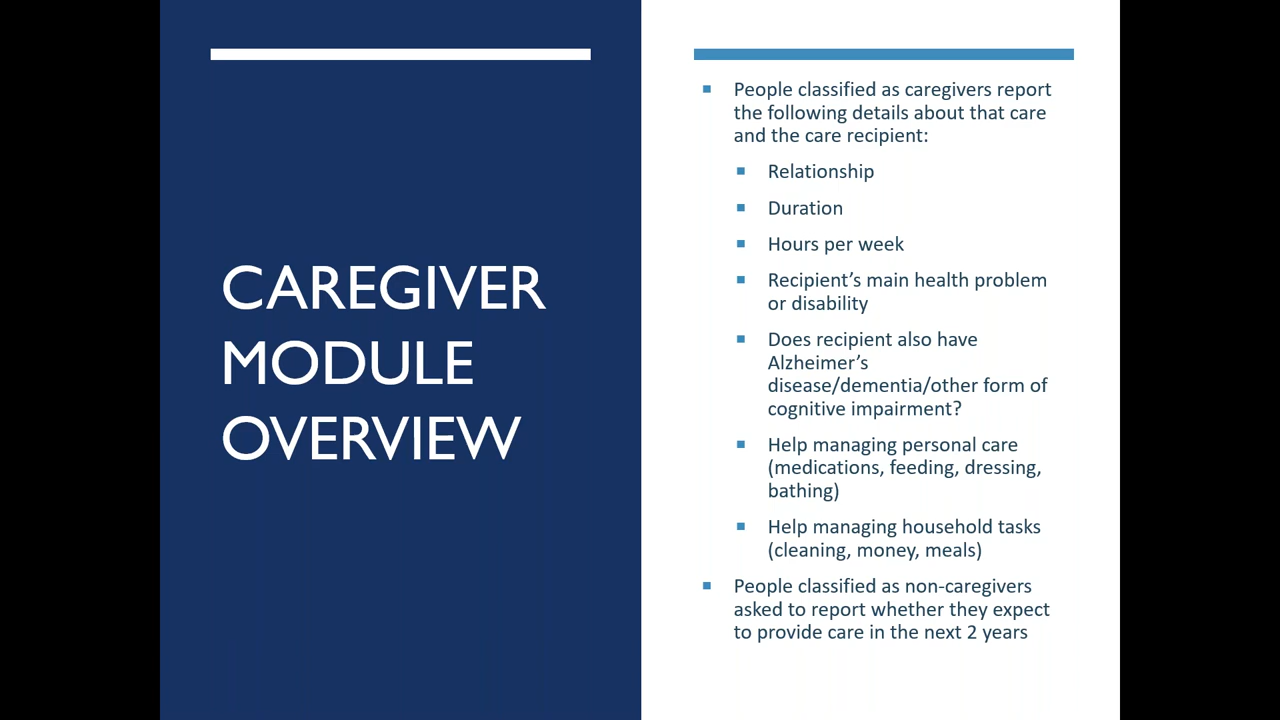 CAREGIVER
MODULE
OVERVIEW
People classified as caregivers report
the following details about that care
and the care recipient:
Relationship
Duration
Hours per week
Recipient’s main health problem
or disability
Does recipient also have
Alzheimer’s
disease/dementia/other form of
cognitive impairment?
Help managing personal care
(medications, feeding, dressing,
bathing)
Help managing household tasks
(cleaning, money, meals)
People classified as non-caregivers
asked to report whether they expect
to provide care in the next 2 years